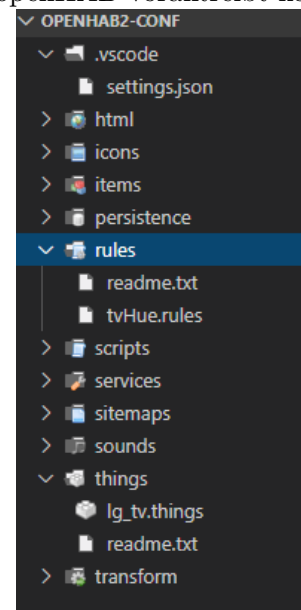 OPENHAB2-CONF
.vscode
settings.json
html
icons
items
persistence
rules
readme.txt
tvHue.rules
scripts
services
sitemaps
sounds
things
lg_tv.things
readme.txt
transform